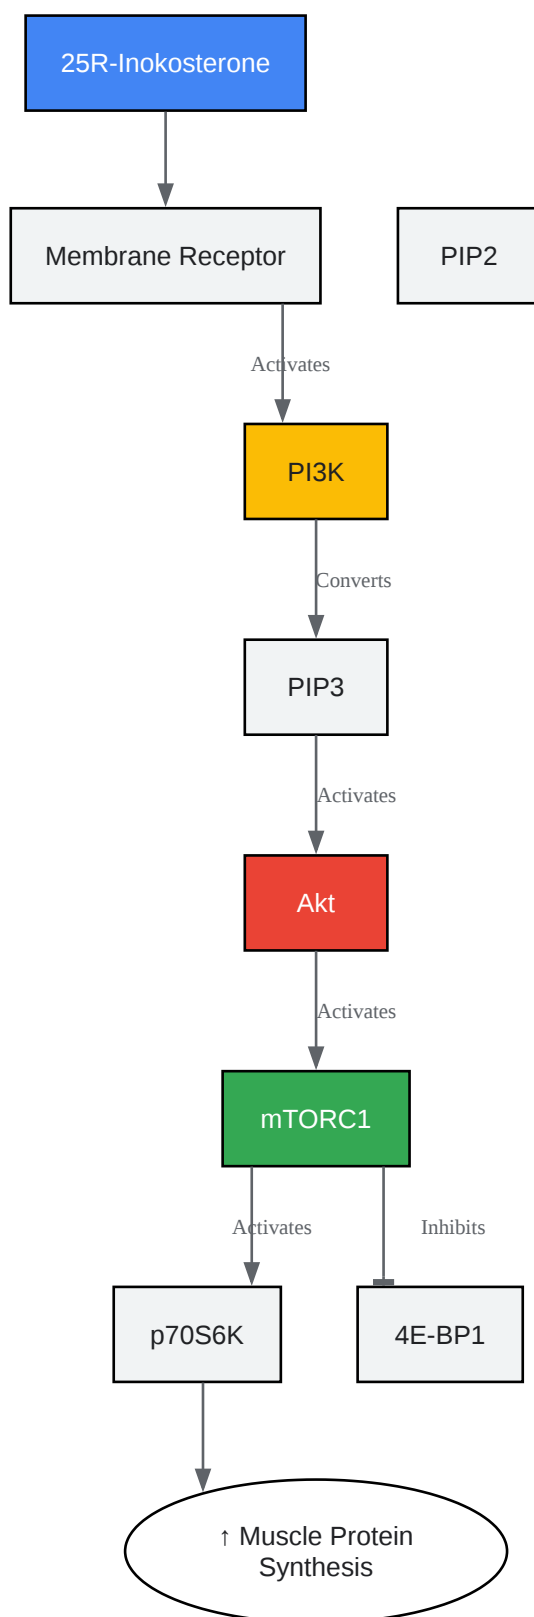 25R-Inokosterone
Membrane Receptor
PIP2
Activates
PI3K
Converts
PIP3
Activates
Akt
Activates
mTORC1
Activates
Inhibits
p70S6K
4E-BP1
↑ Muscle Protein
Synthesis